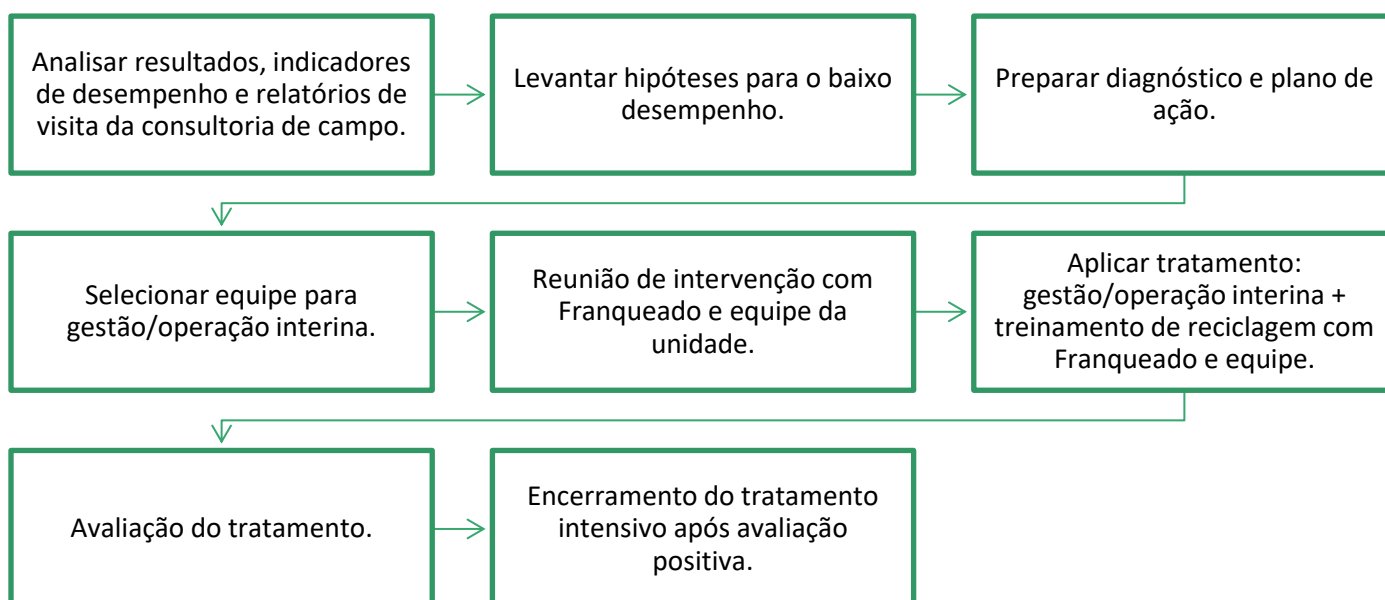 Analisar resultados, indicadores
de desempenho e relatórios de
visita da consultoria de campo.
Levantar hipóteses para o baixo
desempenho.
Preparar diagnóstico e plano de
ação.
Selecionar equipe para
gestão/operação interina.
Reunião de intervenção com
Franqueado e equipe da
unidade.
Aplicar tratamento:
gestão/operação interina +
treinamento de reciclagem com
Franqueado e equipe.
Avaliação do tratamento.
Encerramento do tratamento
intensivo após avaliação
positiva.